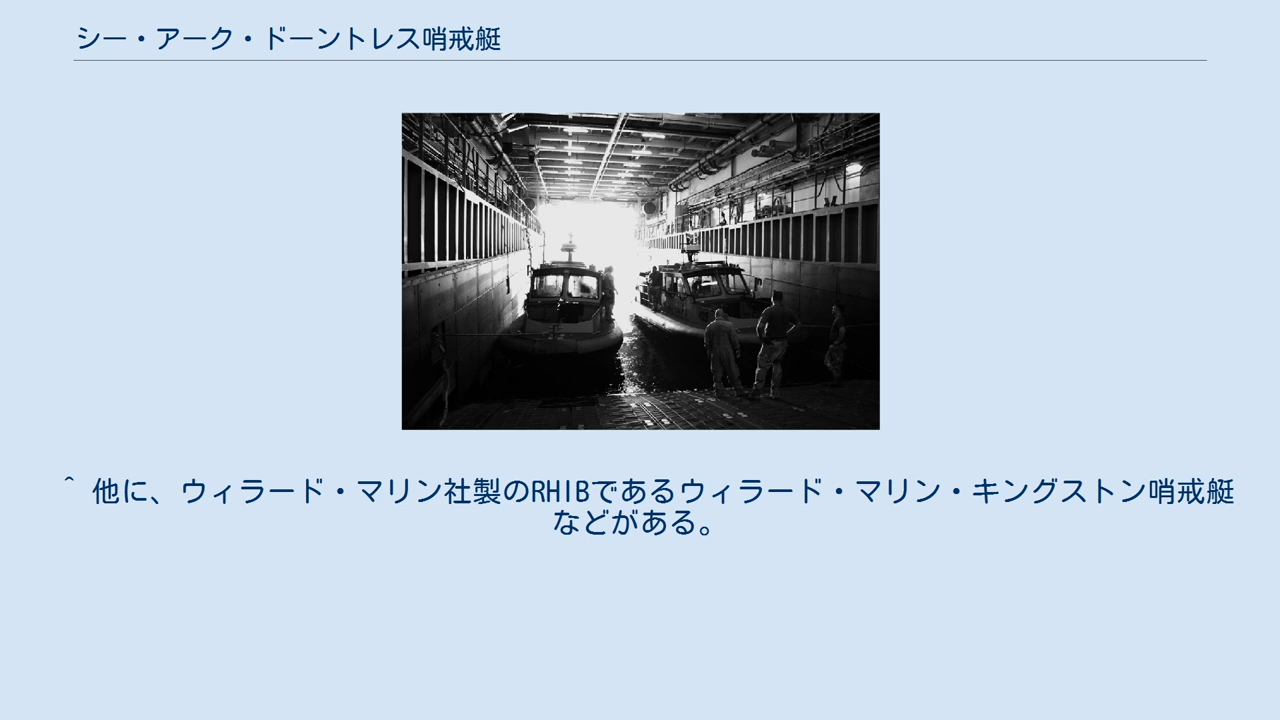 シー・アーク・ドーントレス哨戒艇
^ 他に、ウィラード・マリン社製のRHIBであるウィラード・マリン・キングストン哨戒艇
などがある。